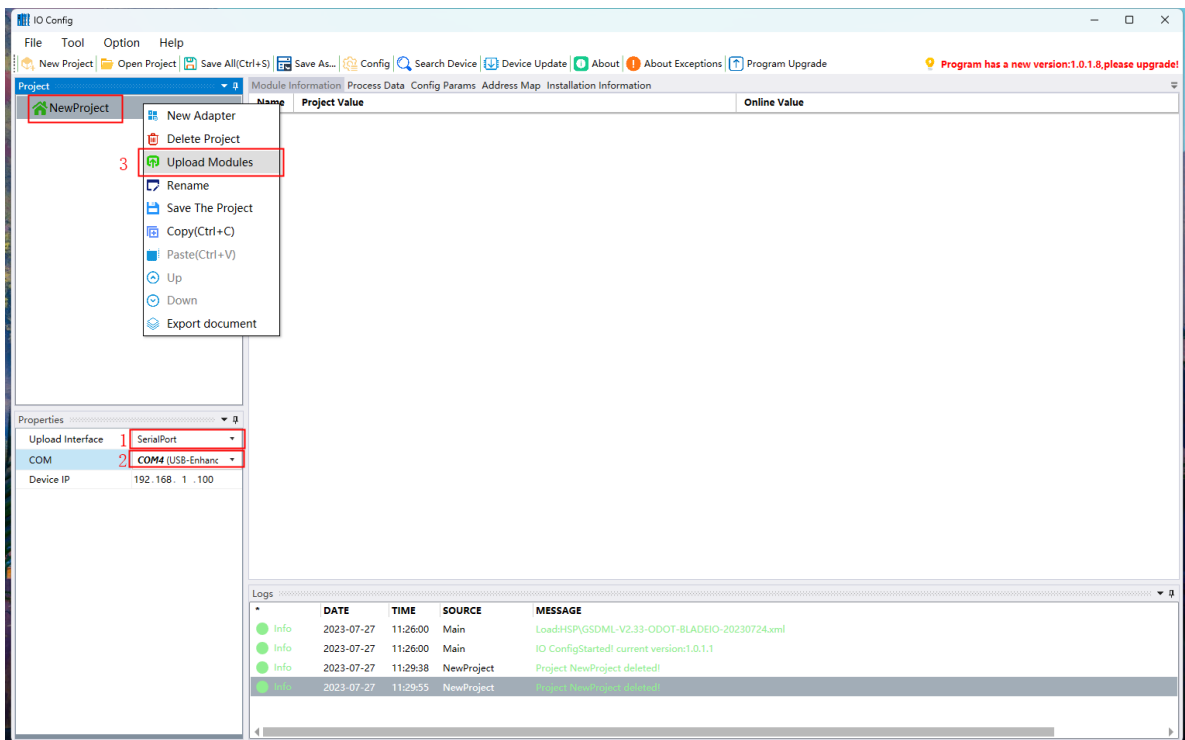 IO Config
File Tool Option Help
New Project Open Project Save All(Ctrl+S) Save As... Config Search Device Device Update About About Exceptions Program Upgrade Program has a new version:1.0.1.8,please upgrade!
Project
NewProject
New Adapter
Delete Project
3 Upload Modules
Rename
Save The Project
Copy(Ctrl+C)
Paste(Ctrl+V)
Up
Down
Export document
Module Information Process Data Config Params Address Map Installation Information
Name Project Value Online Value
Properties
Upload Interface 1 SerialPort
COM 2 COM4 (USB-Enhanc
Device IP 192.168. 1 .100
Logs
* DATE TIME SOURCE MESSAGE
Info 2023-07-27 11:26:00 Main Load:HSP\GSDML-V2.33-ODOT-BLADEIO-20230724.xml
Info 2023-07-27 11:26:00 Main IO ConfigStarted! current version:1.0.1.1
Info 2023-07-27 11:29:38 NewProject Project NewProject deleted!
Info 2023-07-27 11:29:55 NewProject Project NewProject deleted!